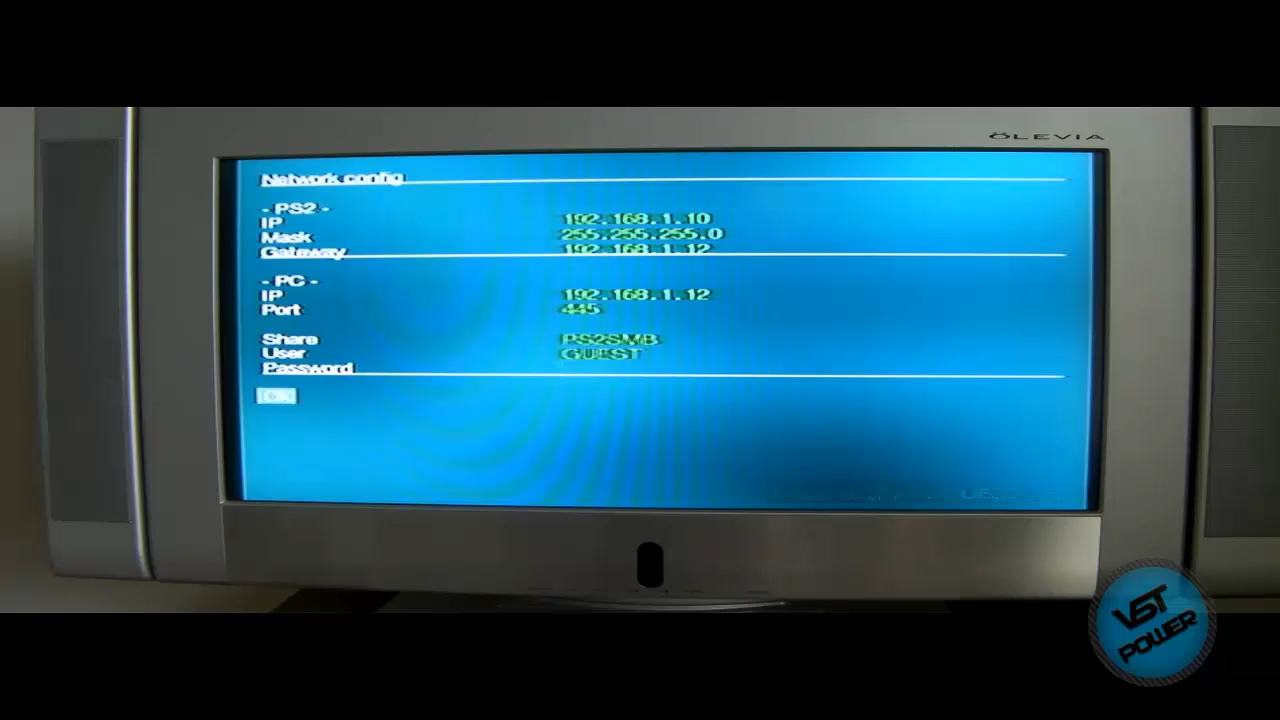 ÖLEVIA
Network config
- PS2 -
IP 192.168.1.10
Mask 255.255.255.0
Gateway 192.168.1.12
- PC -
IP 192.168.1.12
Port 445
Share PS2SMB
User GUEST
Password
OK
VST
POWER